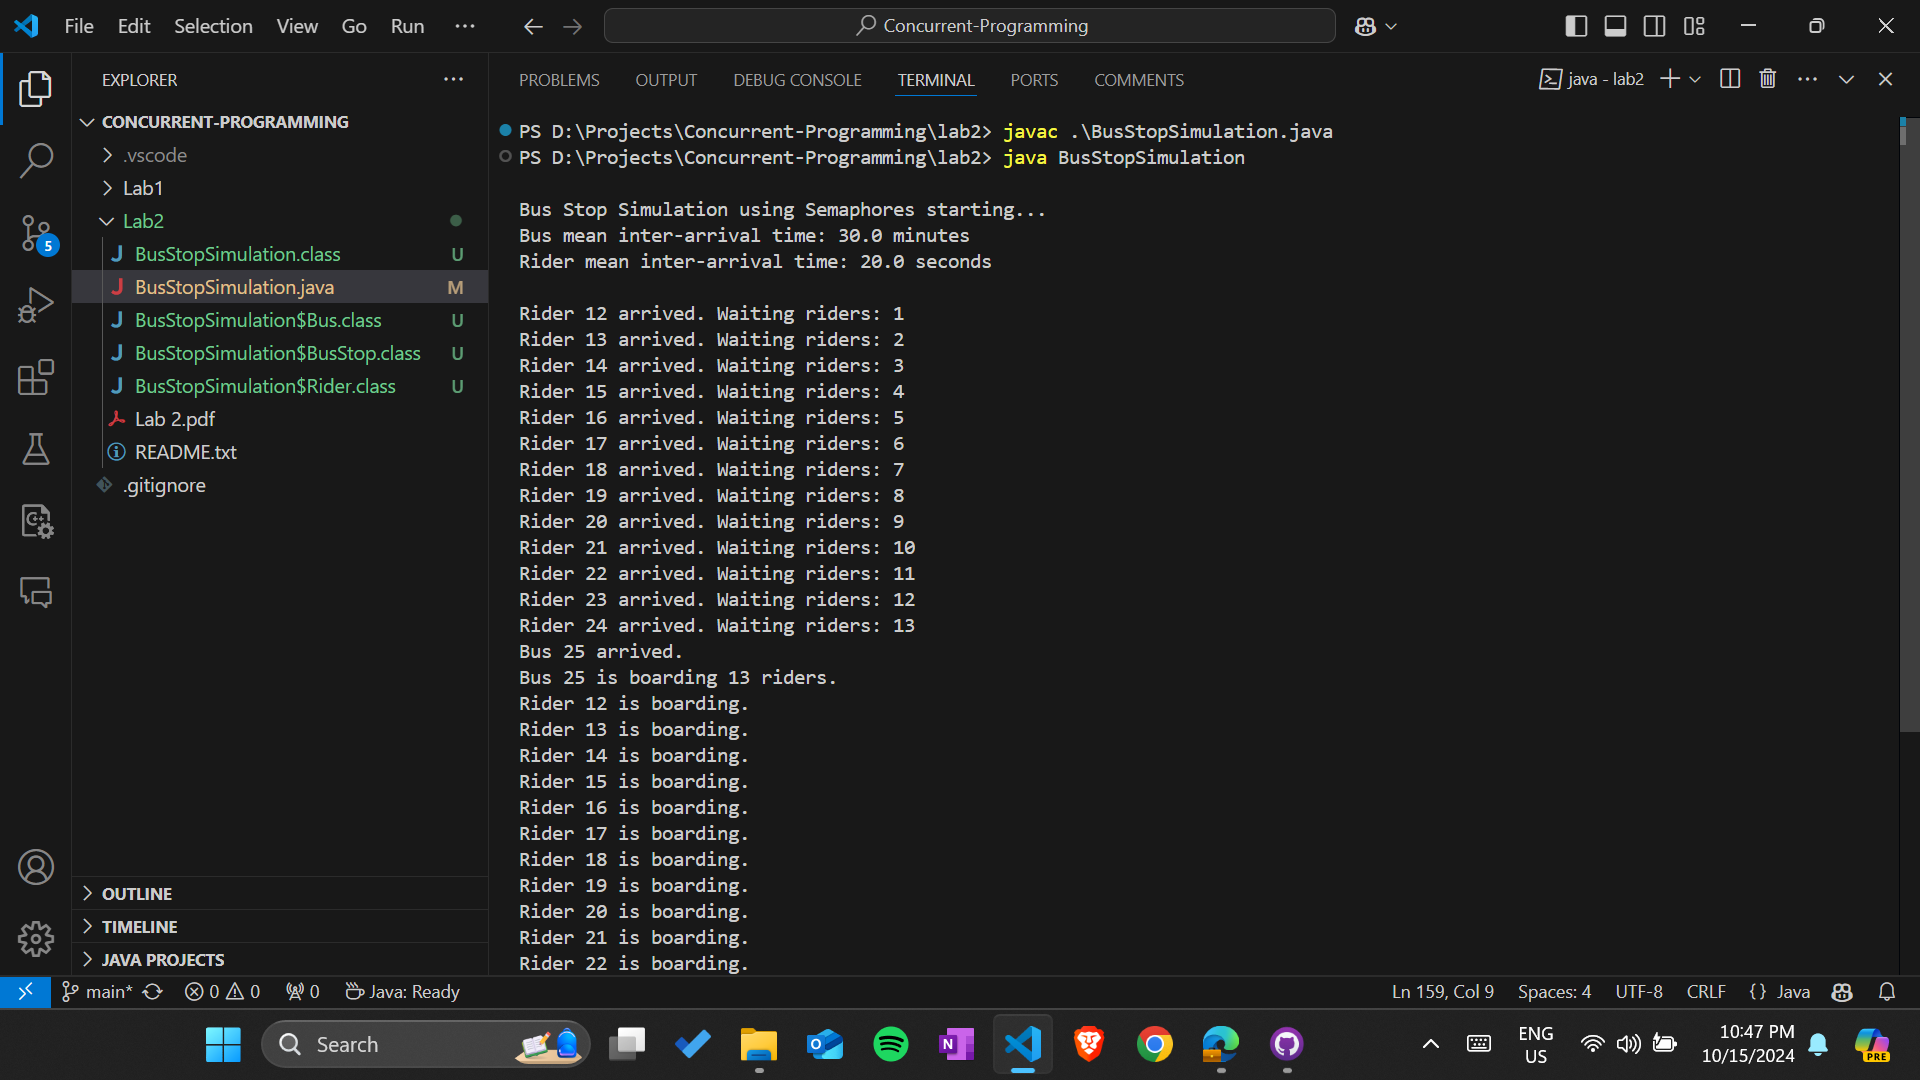 File Edit Selection View Go Run ···
Concurrent-Programming
EXPLORER
CONCURRENT-PROGRAMMING
.vscode
Lab1
Lab2
BusStopSimulation.class U
BusStopSimulation.java M
BusStopSimulation$Bus.class U
BusStopSimulation$BusStop.class U
BusStopSimulation$Rider.class U
Lab 2.pdf
README.txt
.gitignore
5
OUTLINE
TIMELINE
JAVA PROJECTS
PROBLEMS OUTPUT DEBUG CONSOLE TERMINAL PORTS COMMENTS
java - lab2
PS D:\Projects\Concurrent-Programming\lab2> javac .\BusStopSimulation.java
PS D:\Projects\Concurrent-Programming\lab2> java BusStopSimulation
Bus Stop Simulation using Semaphores starting...
Bus mean inter-arrival time: 30.0 minutes
Rider mean inter-arrival time: 20.0 seconds
Rider 12 arrived. Waiting riders: 1
Rider 13 arrived. Waiting riders: 2
Rider 14 arrived. Waiting riders: 3
Rider 15 arrived. Waiting riders: 4
Rider 16 arrived. Waiting riders: 5
Rider 17 arrived. Waiting riders: 6
Rider 18 arrived. Waiting riders: 7
Rider 19 arrived. Waiting riders: 8
Rider 20 arrived. Waiting riders: 9
Rider 21 arrived. Waiting riders: 10
Rider 22 arrived. Waiting riders: 11
Rider 23 arrived. Waiting riders: 12
Rider 24 arrived. Waiting riders: 13
Bus 25 arrived.
Bus 25 is boarding 13 riders.
Rider 12 is boarding.
Rider 13 is boarding.
Rider 14 is boarding.
Rider 15 is boarding.
Rider 16 is boarding.
Rider 17 is boarding.
Rider 18 is boarding.
Rider 19 is boarding.
Rider 20 is boarding.
Rider 21 is boarding.
Rider 22 is boarding.
main* 0 0 0 Java: Ready
Ln 159, Col 9 Spaces: 4 UTF-8 CRLF {} Java
Search
ENG
US
10:47 PM
10/15/2024
PRE